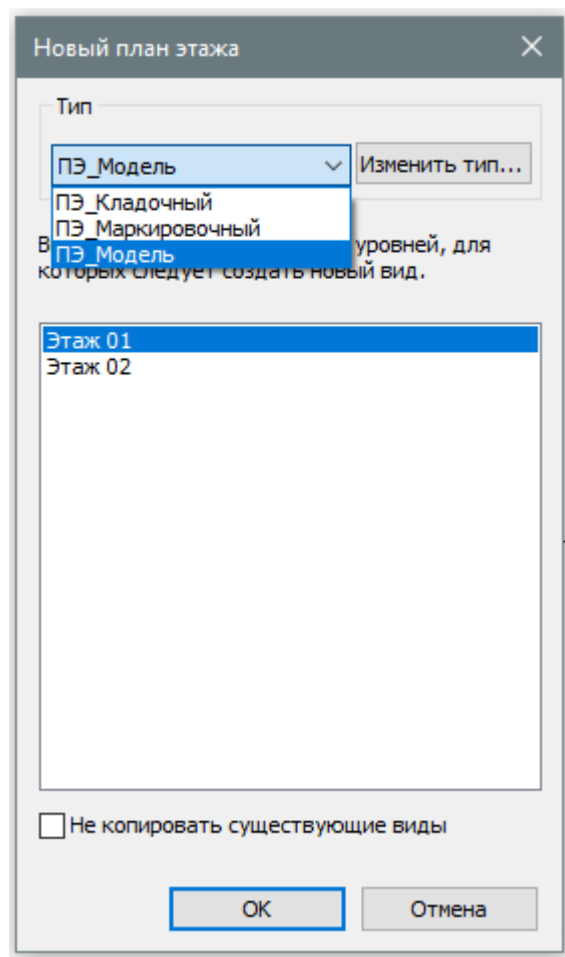 Новый план этажа
Тип
ПЭ_Модель
Изменить тип...
ПЭ_Кладочный
ПЭ_Маркировочный
ПЭ_Модель
уровней, для
которых следует создать новый вид.
Этаж 01
Этаж 02
Не копировать существующие виды
OK
Отмена